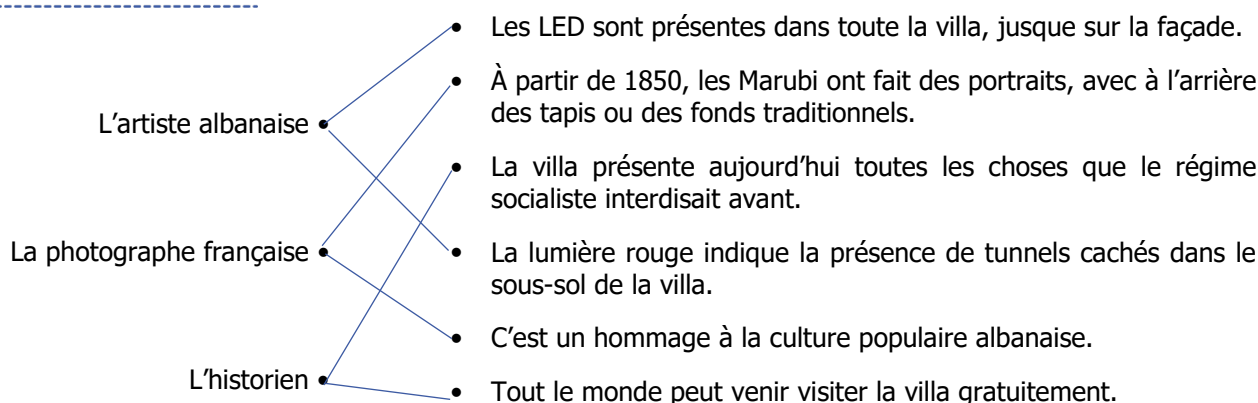 Les LED sont présentes dans toute la villa, jusque sur la façade.
À partir de 1850, les Marubi ont fait des portraits, avec à l'arrière
des tapis ou des fonds traditionnels.
L'artiste albanaise
La villa présente aujourd'hui toutes les choses que le régime
socialiste interdisait avant.
La photographe française
La lumière rouge indique la présence de tunnels cachés dans le
sous-sol de la villa.
C'est un hommage à la culture populaire albanaise.
L'historien
Tout le monde peut venir visiter la villa gratuitement.